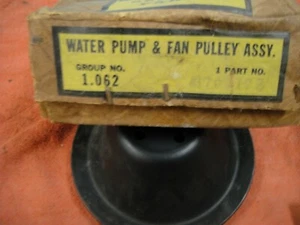 WATER PUMP & FAN PULLEY ASSY.
GROUP NO. 1 PART NO.
1.062